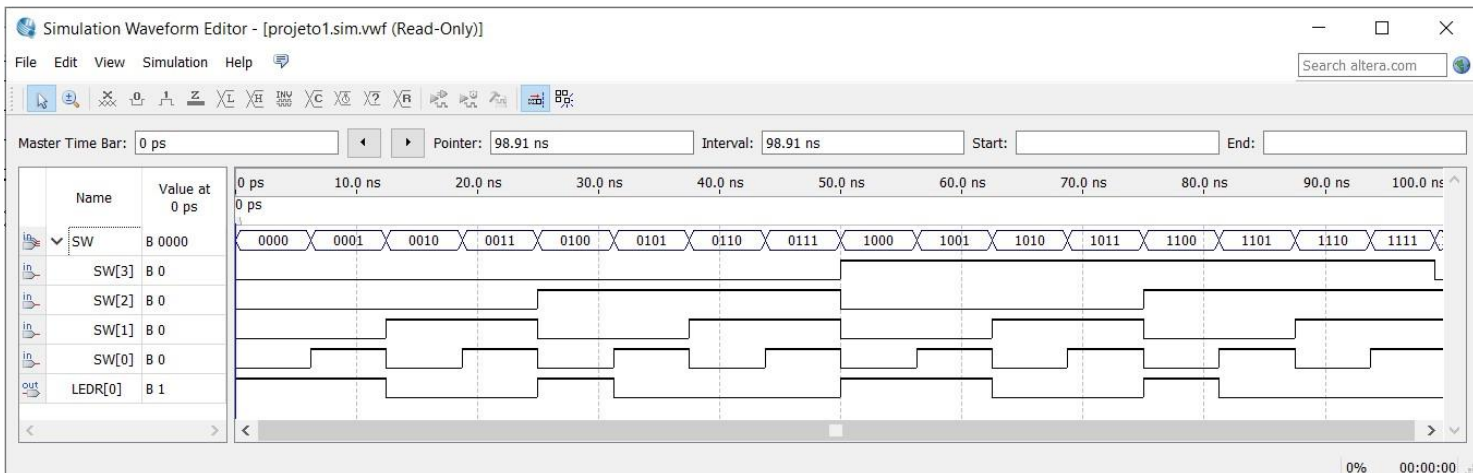 Simulation Waveform Editor - [projeto1.sim.vwf (Read-Only)]
File Edit View Simulation Help Search altera.com
Master Time Bar: 0 ps Pointer: 98.91 ns Interval: 98.91 ns Start: End:
Name Value at 0 ps
0 ps 10.0 ns 20.0 ns 30.0 ns 40.0 ns 50.0 ns 60.0 ns 70.0 ns 80.0 ns 90.0 ns 100.0 ns
0 ps
SW B 0000 0000 0001 0010 0011 0100 0101 0110 0111 1000 1001 1010 1011 1100 1101 1110 1111
SW[3] B 0
SW[2] B 0
SW[1] B 0
SW[0] B 0
LEDR[0] B 1
0% 00:00:00